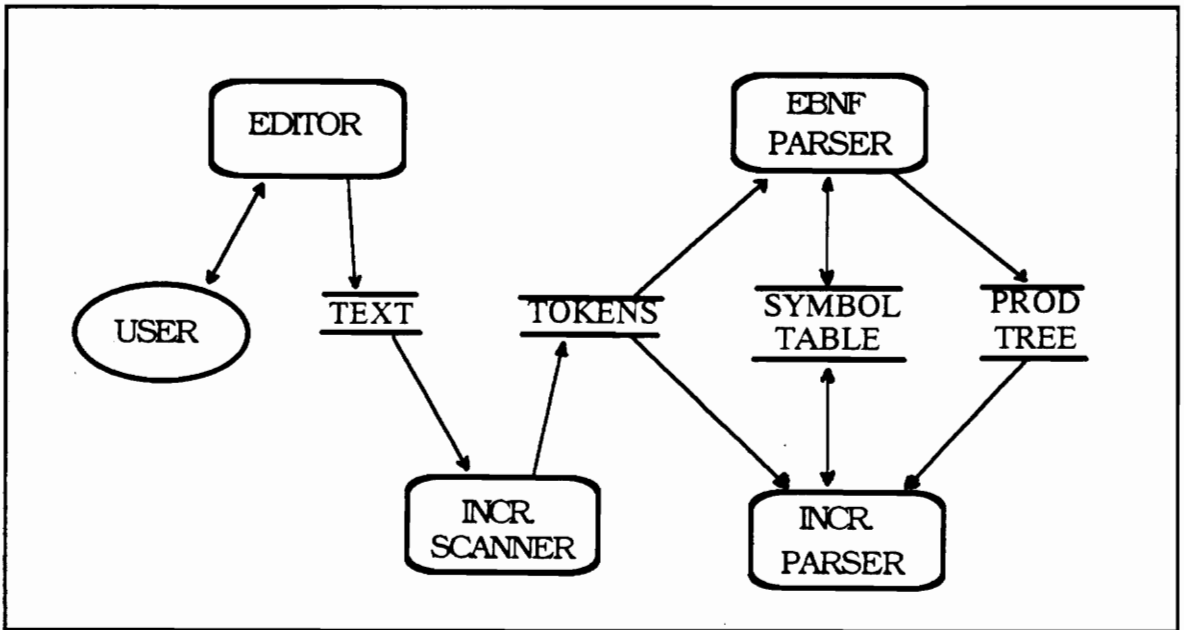 EDITOR
EBNF
PARSER
USER
TEXT
TOKENS
SYMBOL
TABLE
PROD
TREE
INCR.
SCANNER
INCR.
PARSER